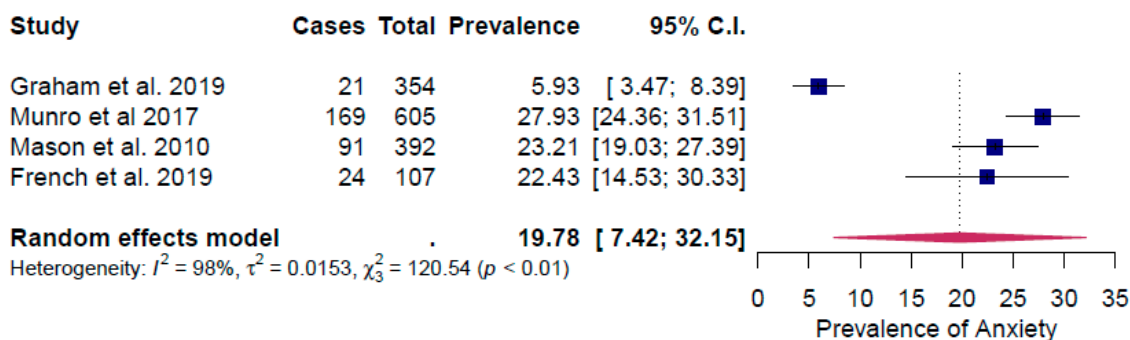 Study Cases Total Prevalence 95% C.I.
Graham et al. 2019 21 354 5.93 [ 3.47; 8.39]
Munro et al 2017 169 605 27.93 [24.36; 31.51]
Mason et al. 2010 91 392 23.21 [19.03; 27.39]
French et al. 2019 24 107 22.43 [14.53; 30.33]
Random effects model . 19.78 [ 7.42; 32.15]
Heterogeneity: I² = 98%, τ² = 0.0153, χ²₃ = 120.54 (p < 0.01)
0 5 10 15 20 25 30 35
Prevalence of Anxiety